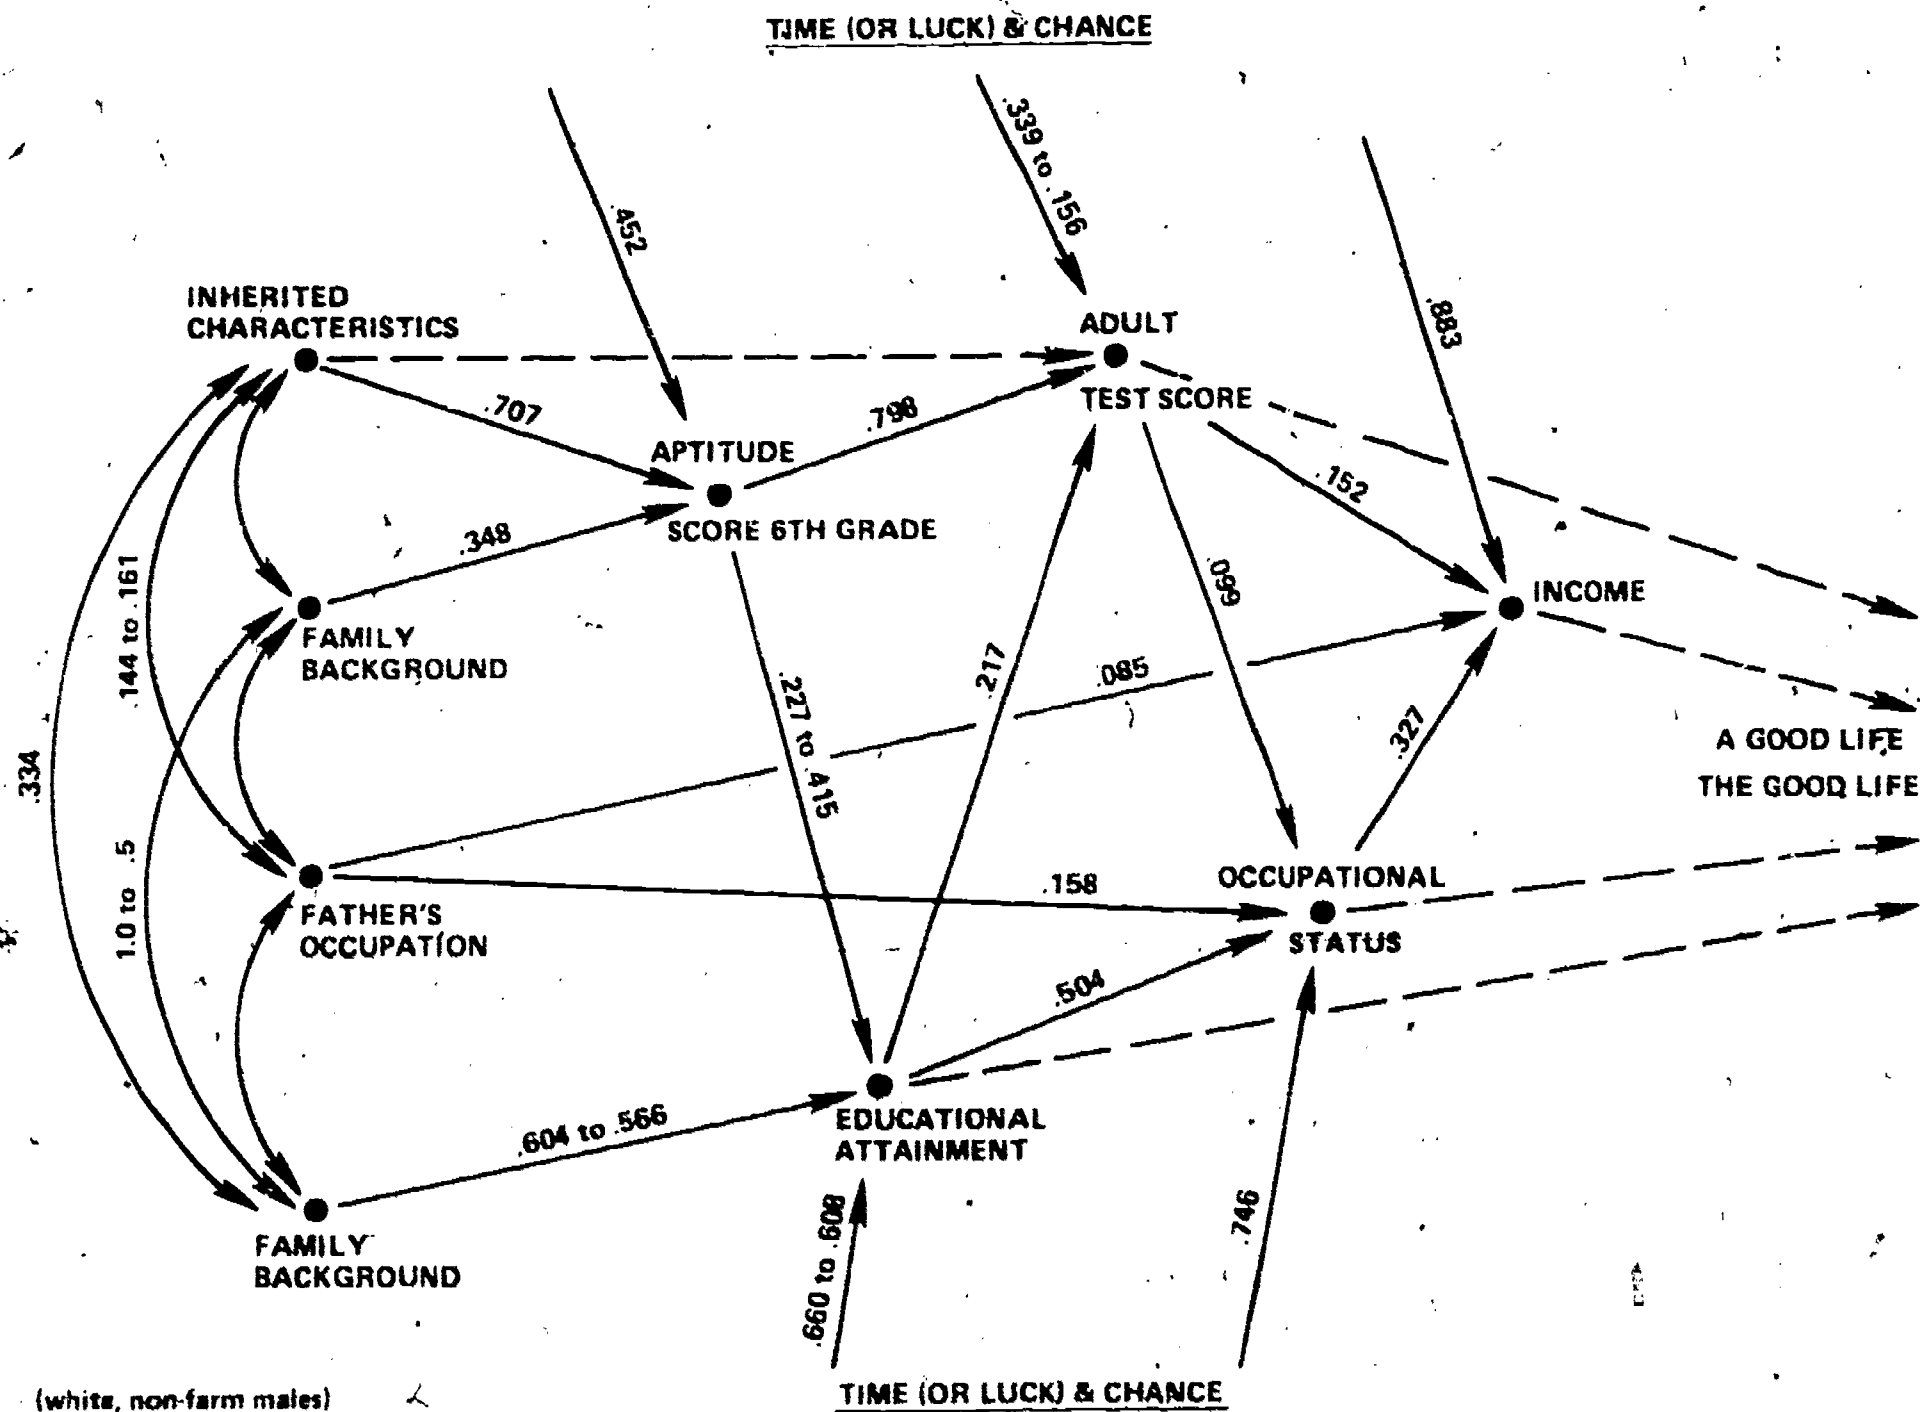 TIME (OR LUCK) & CHANCE
.339 to .156
.452
.883
INHERITED
CHARACTERISTICS
ADULT
TEST SCORE
.707
.798
APTITUDE
SCORE 6TH GRADE
.152
.348
.099
INCOME
.144 to .161
FAMILY
BACKGROUND
.217
.085
.227 to .415
.327
A GOOD LIFE
THE GOOD LIFE
.334
1.0 to .5
.158
OCCUPATIONAL
STATUS
FATHER'S
OCCUPATION
.504
.604 to .566
EDUCATIONAL
ATTAINMENT
.660 to .608
.746
FAMILY
BACKGROUND
(white, non-farm males)
TIME (OR LUCK) & CHANCE